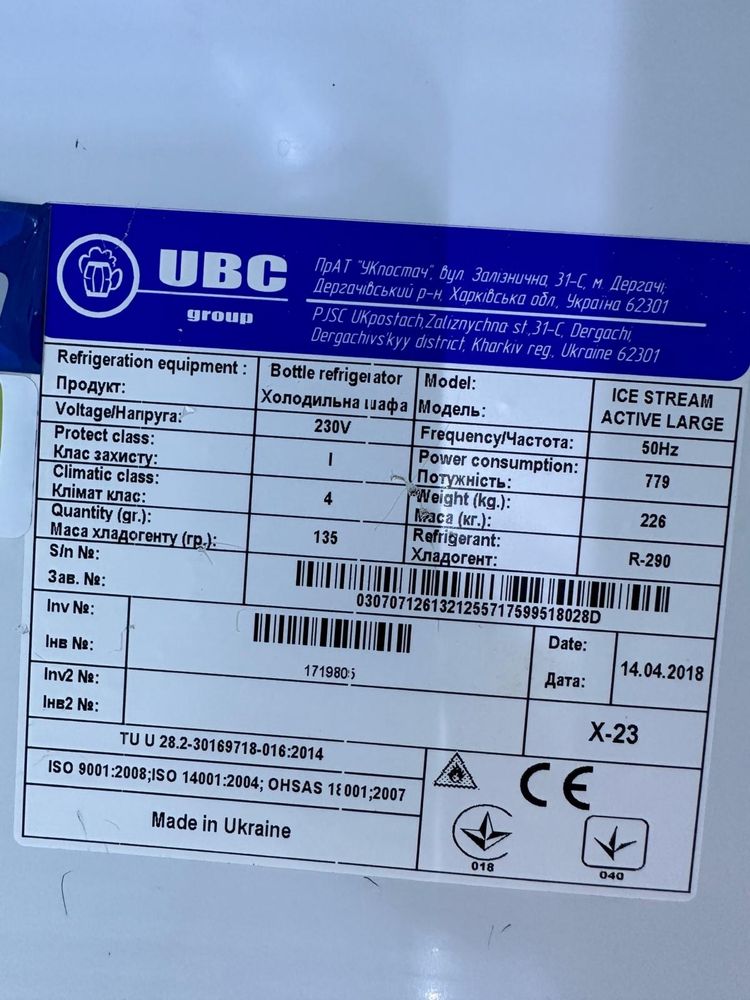 UBC
group
ПрАТ "УКпостач", вул. Залізнична, 31-С, м. Дергачі,
Дергачівський р-н, Харківська обл., Україна 62301
PJSC UKpostach, Zaliznychna st.,31-C, Dergachi,
Dergachivs'kyy district, Kharkiv reg., Ukraine 62301
Refrigeration equipment :
Продукт:
Bottle refrigerator
Холодильна шафа
Model:
Модель:
ICE STREAM
ACTIVE LARGE
Voltage/Напруга:
230V
Frequency/Частота:
50Hz
Protect class:
Клас захисту:
I
Power consumption:
Потужність:
779
Climatic class:
Клімат клас:
4
Weight (kg.):
Маса (кг.):
226
Quantity (gr.):
Маса хладогенту (гр.):
135
Refrigerant:
Хладогент:
R-290
S/n №:
Зав. №:
0307071261321255717599518028D
Inv №:
Інв №:
Date:
Дата:
14.04.2018
Inv2 №:
Інв2 №:
X-23
TU U 28.2-30169718-016:2014
ISO 9001:2008;ISO 14001:2004; OHSAS 18001;2007
Made in Ukraine
CE
018
040